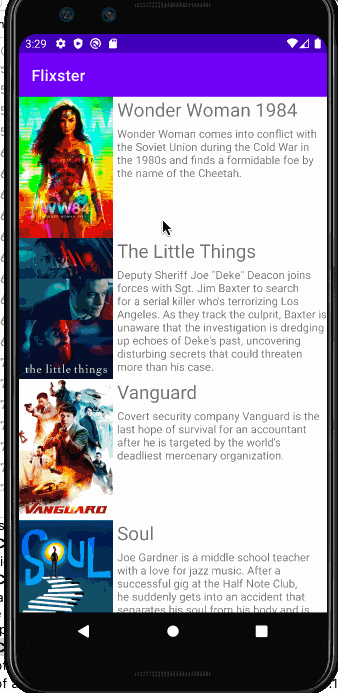 3:29
Flixster
Wonder Woman 1984
Wonder Woman comes into conflict with
the Soviet Union during the Cold War in
the 1980s and finds a formidable foe by
the name of the Cheetah.
WW84
The Little Things
Deputy Sheriff Joe "Deke" Deacon joins
forces with Sgt. Jim Baxter to search
for a serial killer who's terrorizing Los
Angeles. As they track the culprit, Baxter is
unaware that the investigation is dredging
up echoes of Deke's past, uncovering
disturbing secrets that could threaten
more than his case.
the little things
Vanguard
Covert security company Vanguard is the
last hope of survival for an accountant
after he is targeted by the world's
deadliest mercenary organization.
VANGUARD
Soul
Joe Gardner is a middle school teacher
with a love for jazz music. After a
successful gig at the Half Note Club,
he suddenly gets into an accident that
separates his soul from his body and is
SOUL